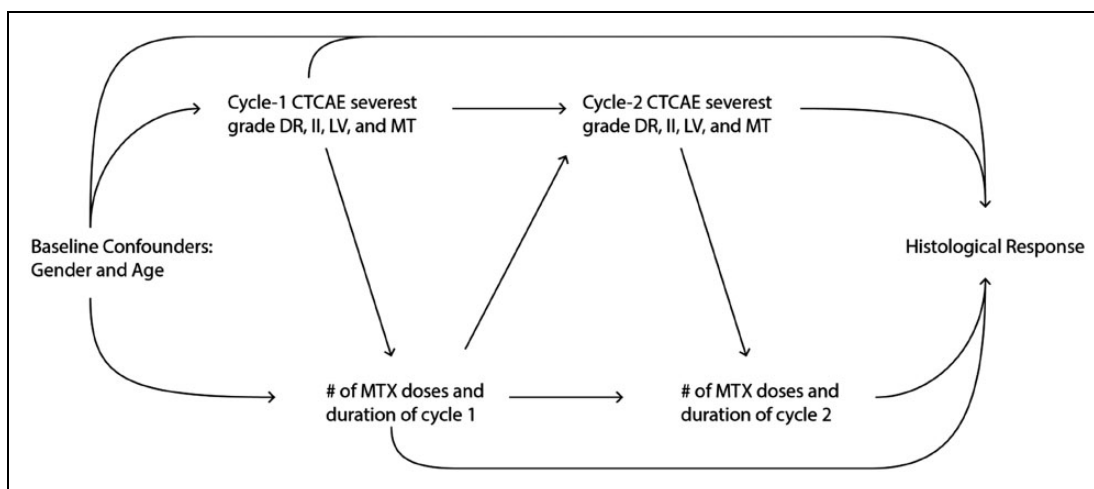 Cycle-1 CTCAE severest
grade DR, II, LV, and MT
Cycle-2 CTCAE severest
grade DR, II, LV, and MT
Baseline Confounders:
Gender and Age
Histological Response
# of MTX doses and
duration of cycle 1
# of MTX doses and
duration of cycle 2